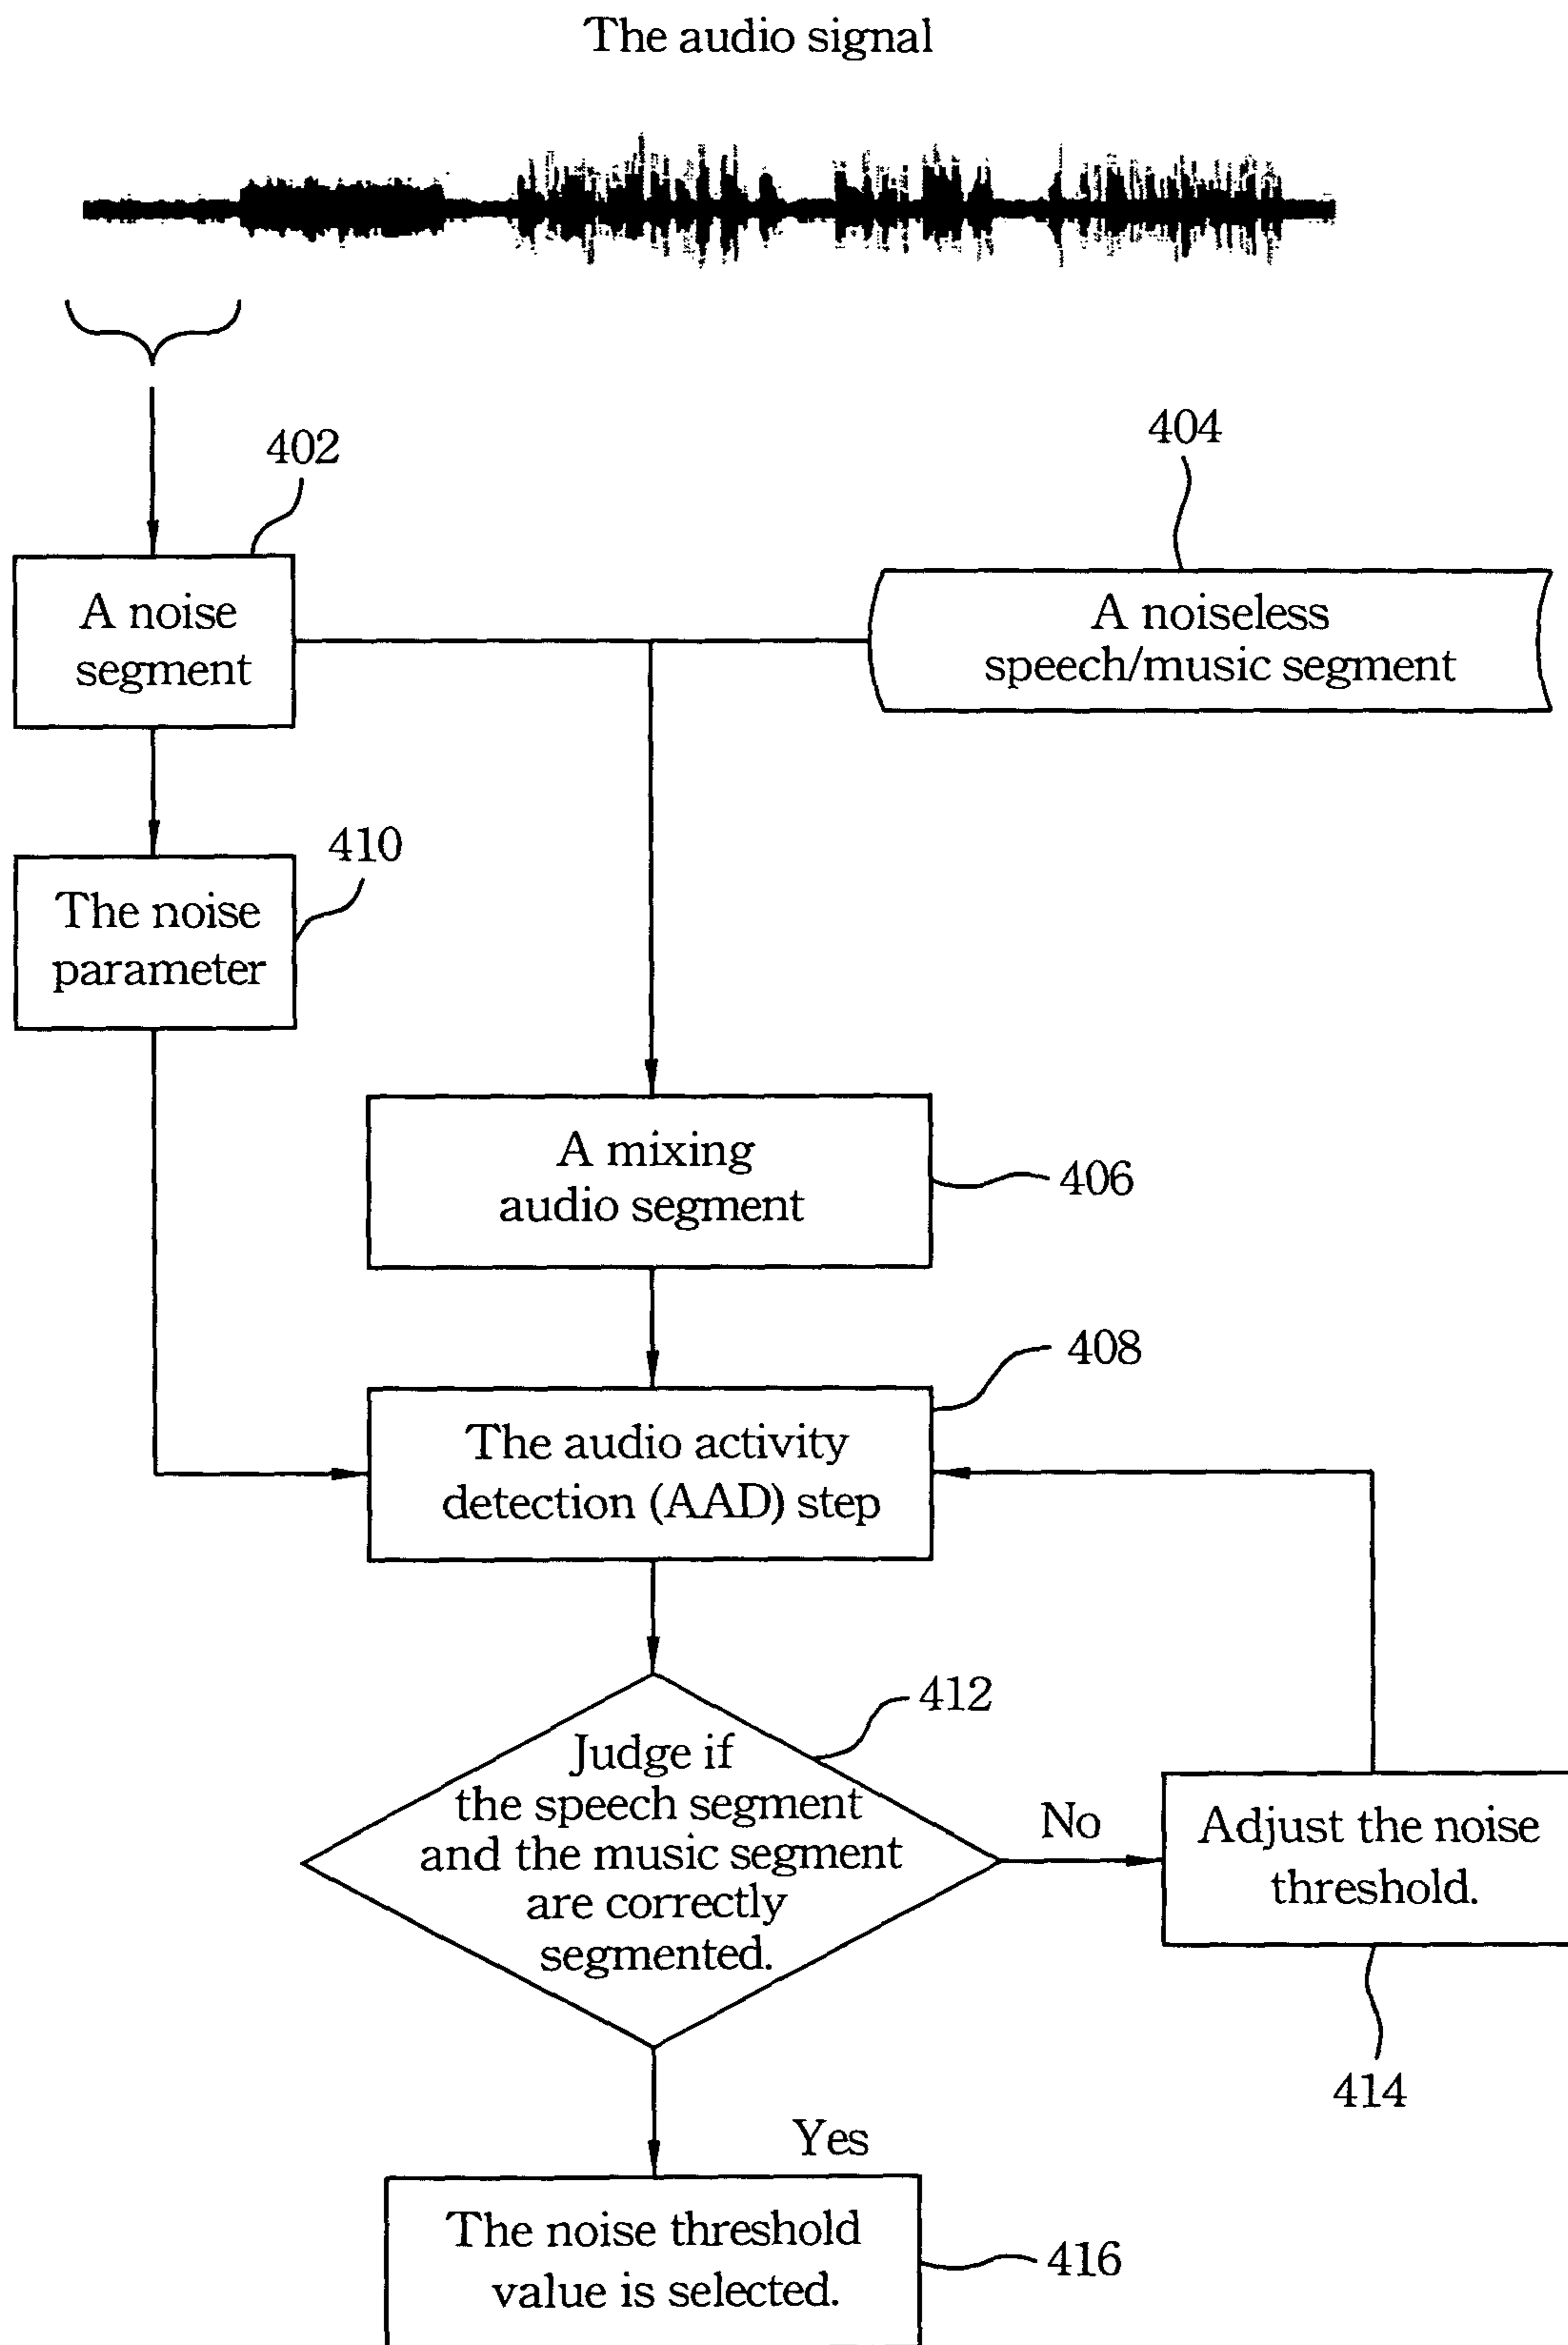 The audio signal
402
404
A noise
segment
A noiseless
speech/music segment
410
The noise
parameter
A mixing
audio segment
406
408
The audio activity
detection (AAD) step
412
Judge if
the speech segment
and the music segment
are correctly
segmented.
No
Adjust the noise
threshold.
414
Yes
The noise threshold
value is selected.
416